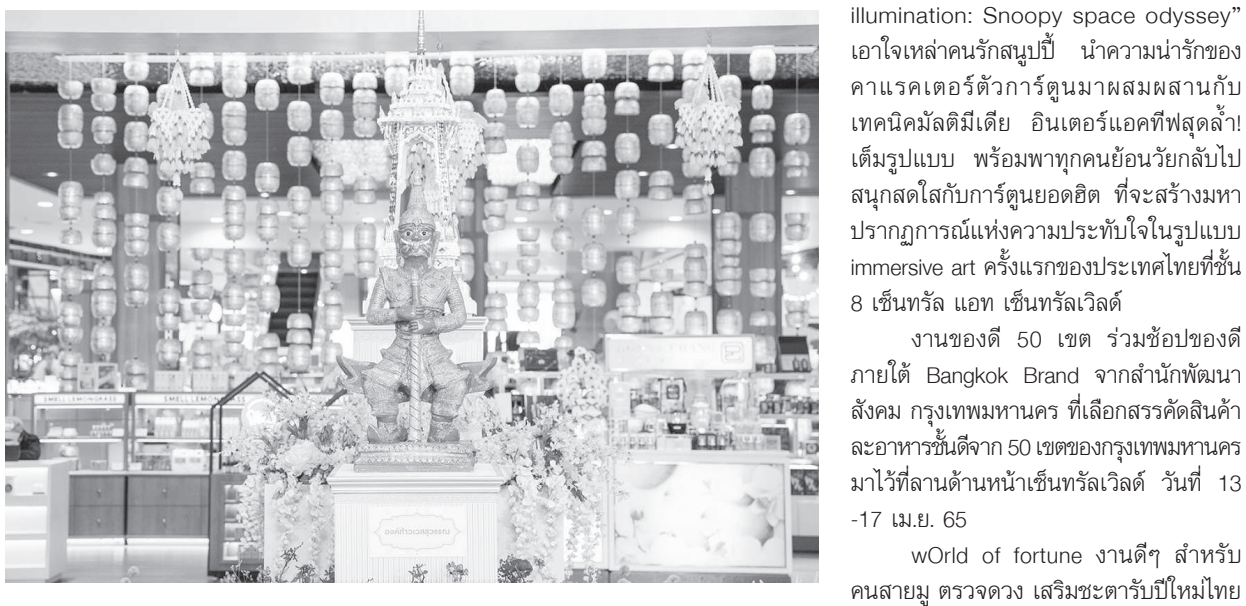 SMELL LEMONGRASS
SMELL LEMONGRASS
องค์ท้าวเวสสุวรรณ
illumination: Snoopy space odyssey”
เอาใจเหล่าคนรักสนูปปี้ นำความน่ารักของ
คาแรคเตอร์ตัวการ์ตูนมาผสมผสานกับ
เทคนิคมัลติมีเดีย อินเตอร์แอคทีฟสุดล้ำ!
เต็มรูปแบบ พร้อมพาทุกคนย้อนวัยกลับไป
สนุกสดใสกับการ์ตูนยอดฮิต ที่จะสร้างมหา
ปรากฏการณ์แห่งความประทับใจในรูปแบบ
immersive art ครั้งแรกของประเทศไทยที่ชั้น
8 เซ็นทรัล แอท เซ็นทรัลเวิลด์
งานของดี 50 เขต ร่วมช้อปของดี
ภายใต้ Bangkok Brand จากสำนักพัฒนา
สังคม กรุงเทพมหานคร ที่เลือกสรรคัดสินค้า
ละอาหารชั้นดีจาก 50 เขตของกรุงเทพมหานคร
มาไว้ที่ลานด้านหน้าเซ็นทรัลเวิลด์ วันที่ 13
-17 เม.ย. 65
wOrld of fortune งานดีๆ สำหรับ
คนสายมู ตรวจดวง เสริมชะตารับปีใหม่ไทย